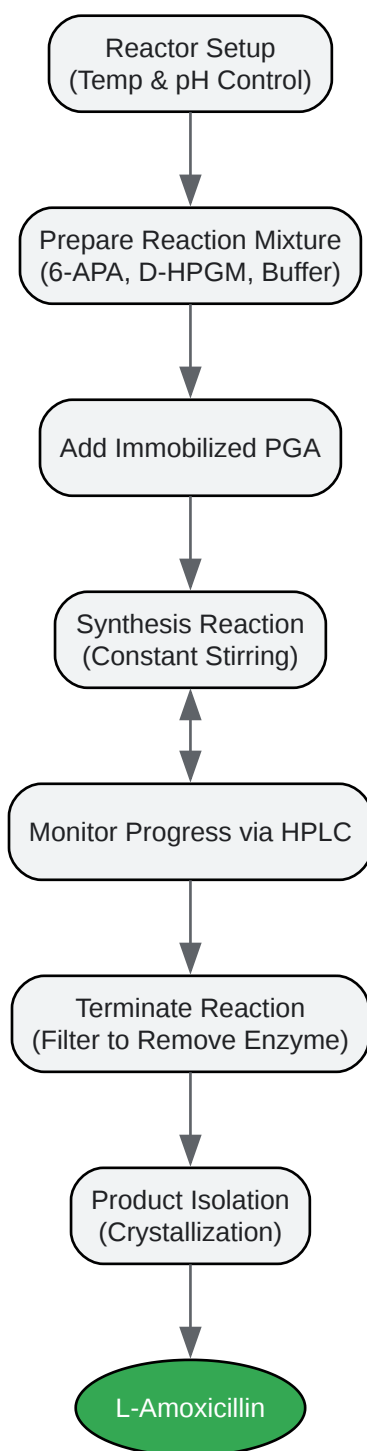 Reactor Setup
(Temp & pH Control)
Prepare Reaction Mixture
(6-APA, D-HPGM, Buffer)
Add Immobilized PGA
Synthesis Reaction
(Constant Stirring)
Monitor Progress via HPLC
Terminate Reaction
(Filter to Remove Enzyme)
Product Isolation
(Crystallization)
L-Amoxicillin